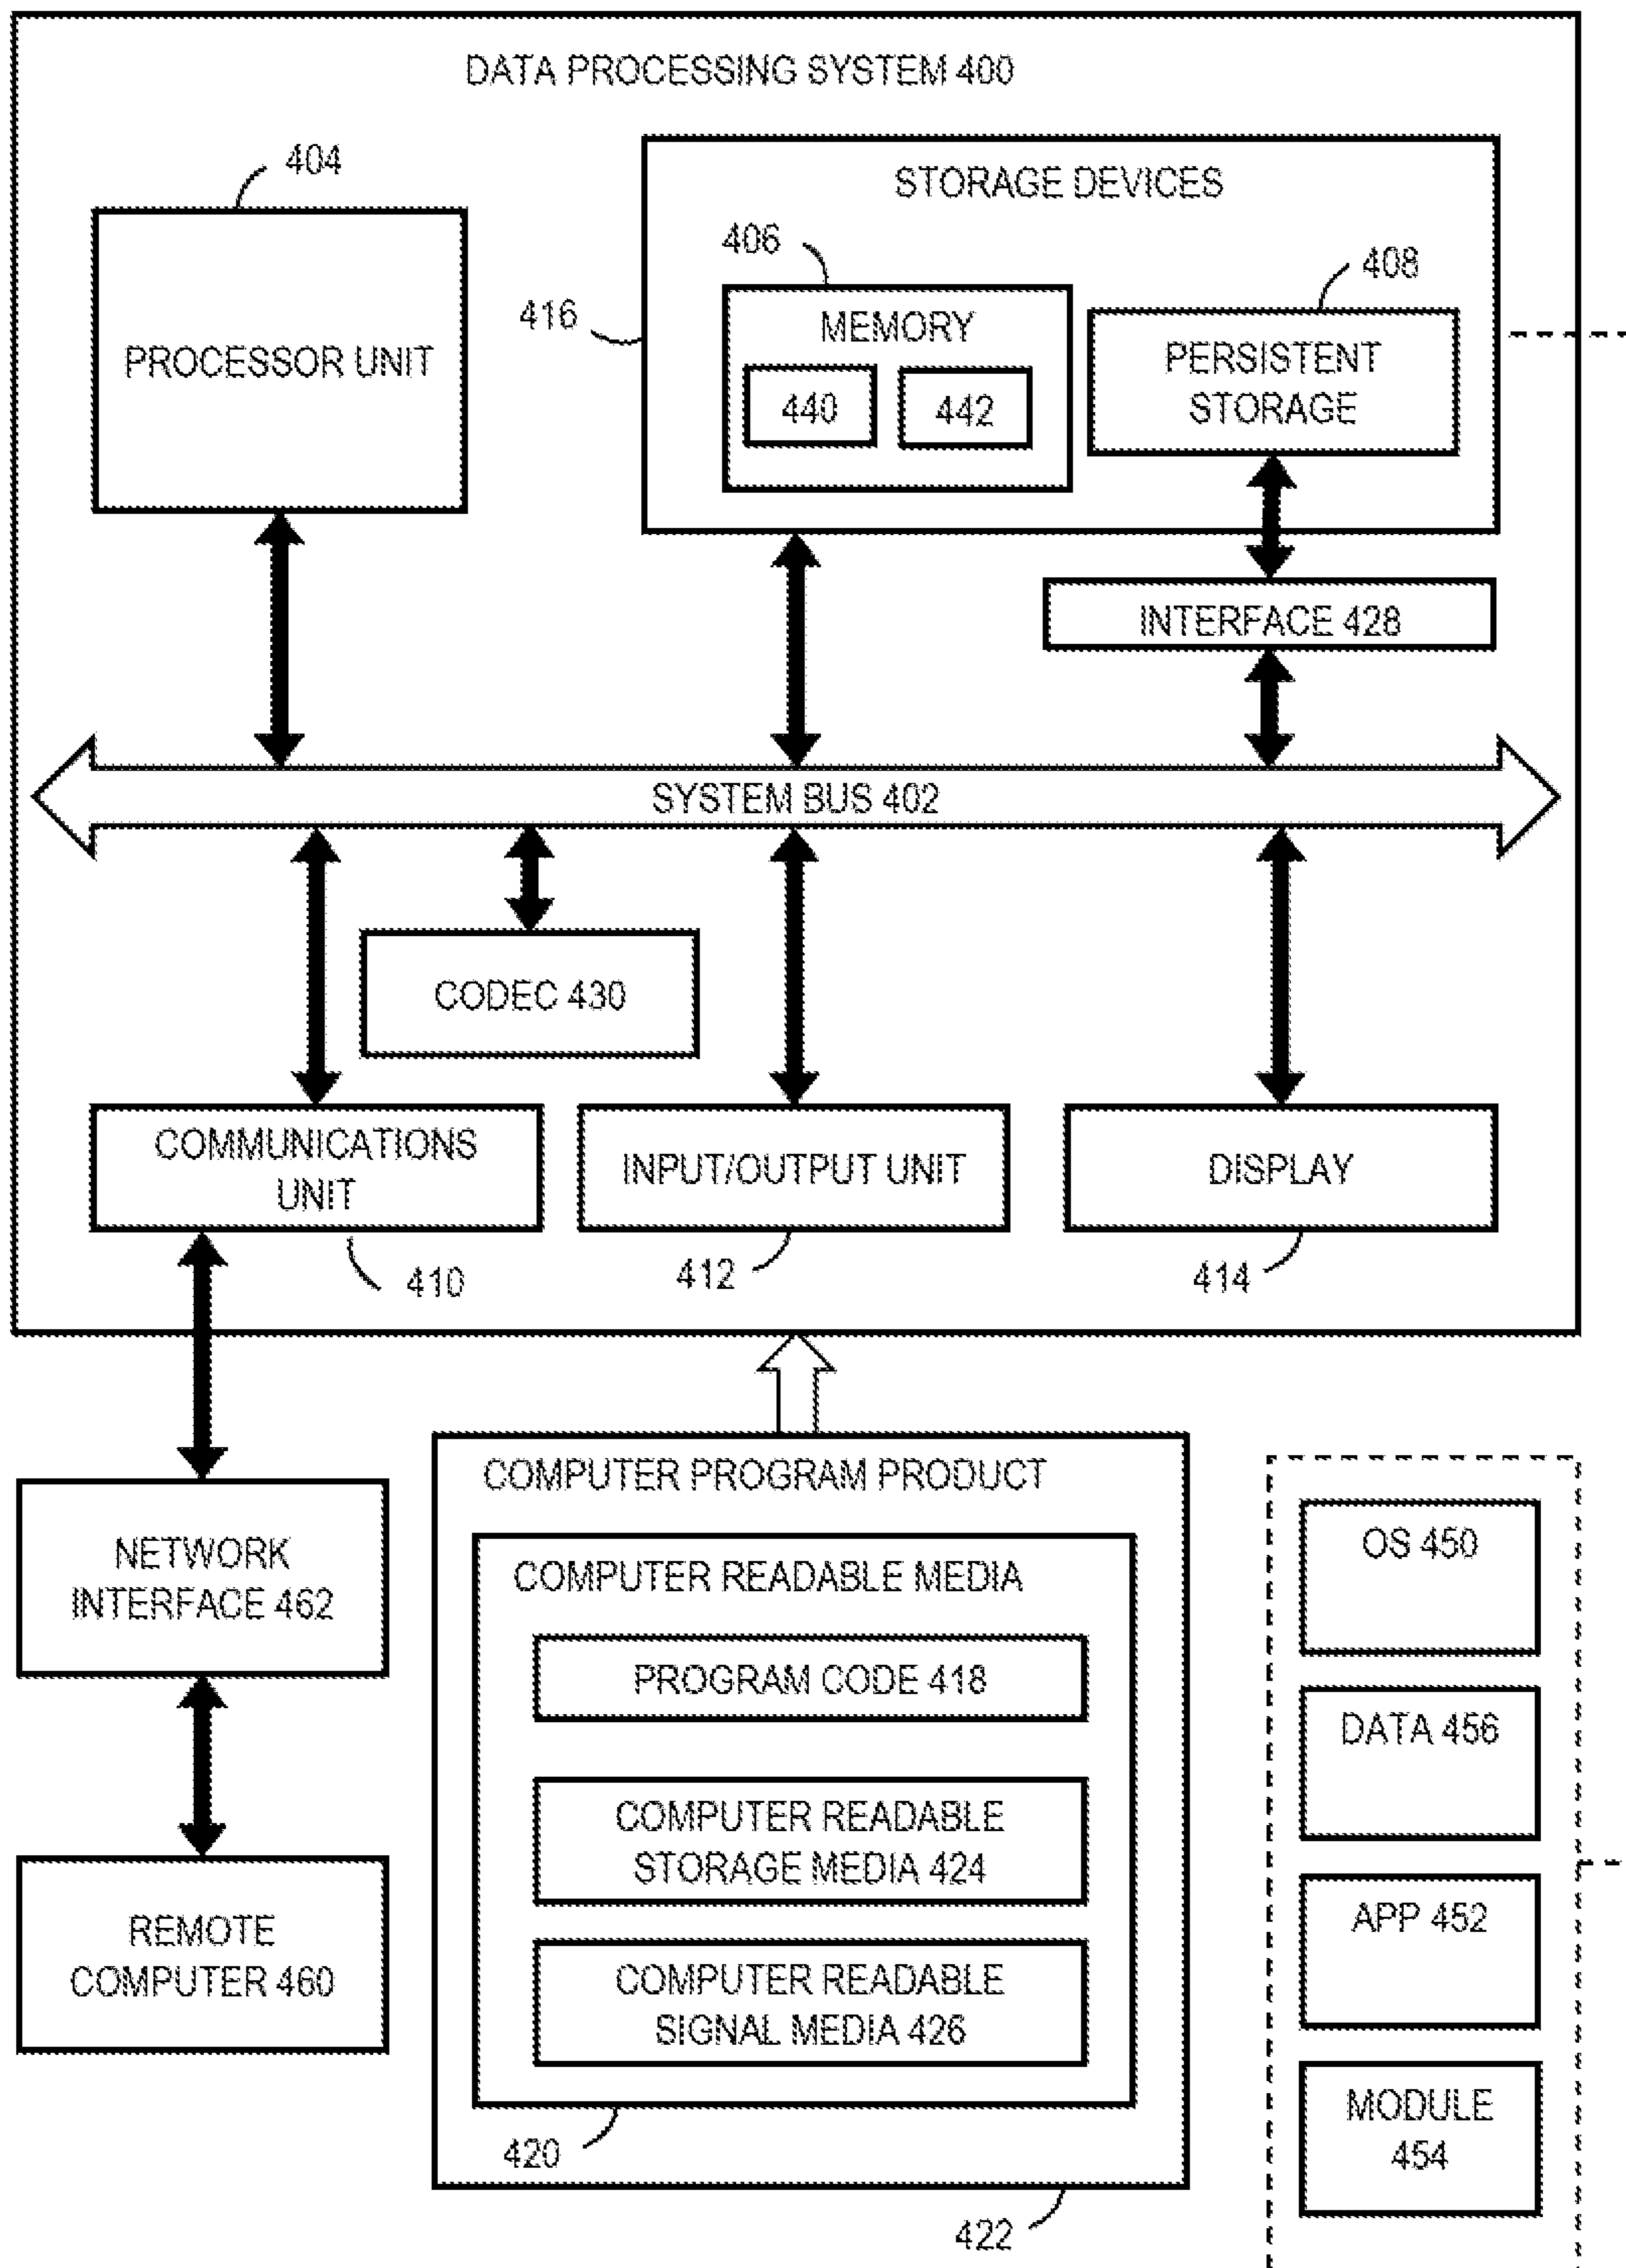 DATA PROCESSING SYSTEM 400
404
STORAGE DEVICES
406
408
416
MEMORY
PROCESSOR UNIT
PERSISTENT
STORAGE
440
442
INTERFACE 428
SYSTEM BUS 402
CODEC 430
COMMUNICATIONS
UNIT
INPUT/OUTPUT UNIT
DISPLAY
410
412
414
COMPUTER PROGRAM PRODUCT
NETWORK
INTERFACE 462
COMPUTER READABLE MEDIA
OS 450
PROGRAM CODE 418
DATA 456
COMPUTER READABLE
STORAGE MEDIA 424
REMOTE
COMPUTER 460
APP 452
COMPUTER READABLE
SIGNAL MEDIA 426
MODULE
454
420
422